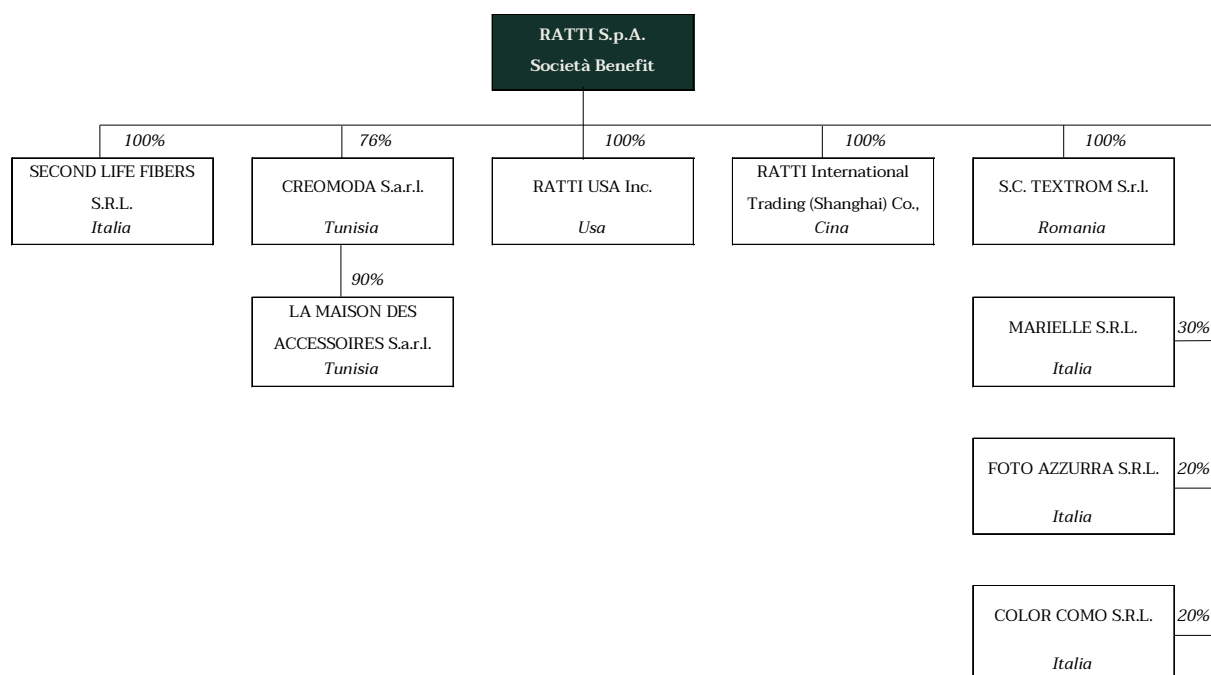 RATTI S.p.A.
Società Benefit
100%
76%
100%
100%
100%
SECOND LIFE FIBERS
S.R.L.
Italia
CREOMODA S.a.r.l.
Tunisia
RATTI USA Inc.
Usa
RATTI International
Trading (Shanghai) Co.,
Cina
S.C. TEXTROM S.r.l.
Romania
90%
LA MAISON DES
ACCESSOIRES S.a.r.l.
Tunisia
MARIELLE S.R.L.
Italia
30%
FOTO AZZURRA S.R.L.
Italia
20%
COLOR COMO S.R.L.
Italia
20%